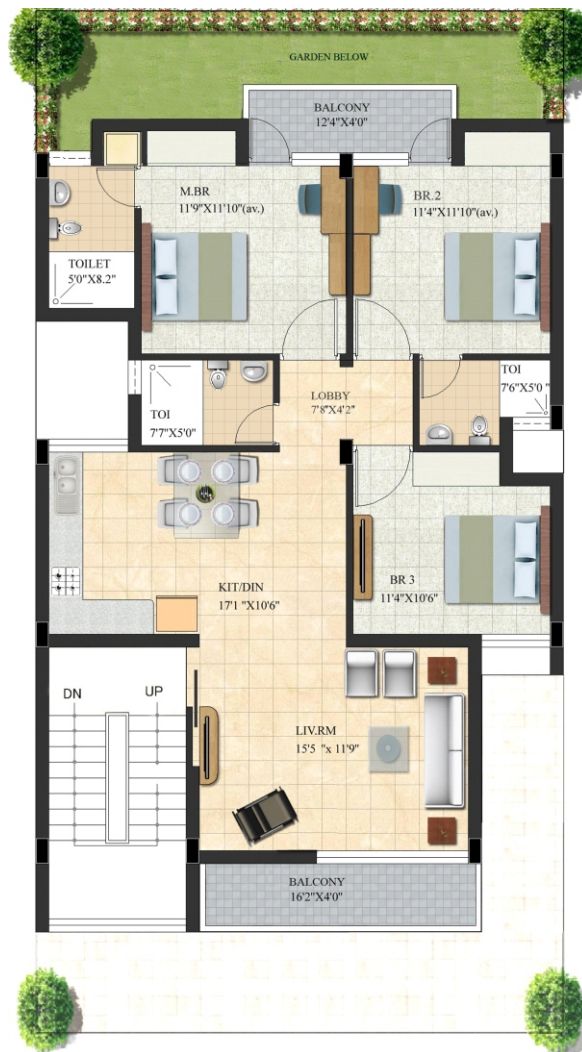 GARDEN BELOW
BALCONY
12'4"X4'0"
M.BR
11'9"X11'10"(av.)
BR.2
11'4"X11'10"(av.)
TOILET
5'0"X8.2"
TOI
7'6"X5'0"
LOBBY
7'8"X4'2"
TOI
7'7"X5'0"
KIT/DIN
17'1 "X10'6"
BR 3
11'4"X10'6"
DN
UP
LIV.RM
15'5 "x 11'9"
BALCONY
16'2"X4'0"